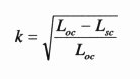 k = √((L_oc − L_sc) / L_oc)